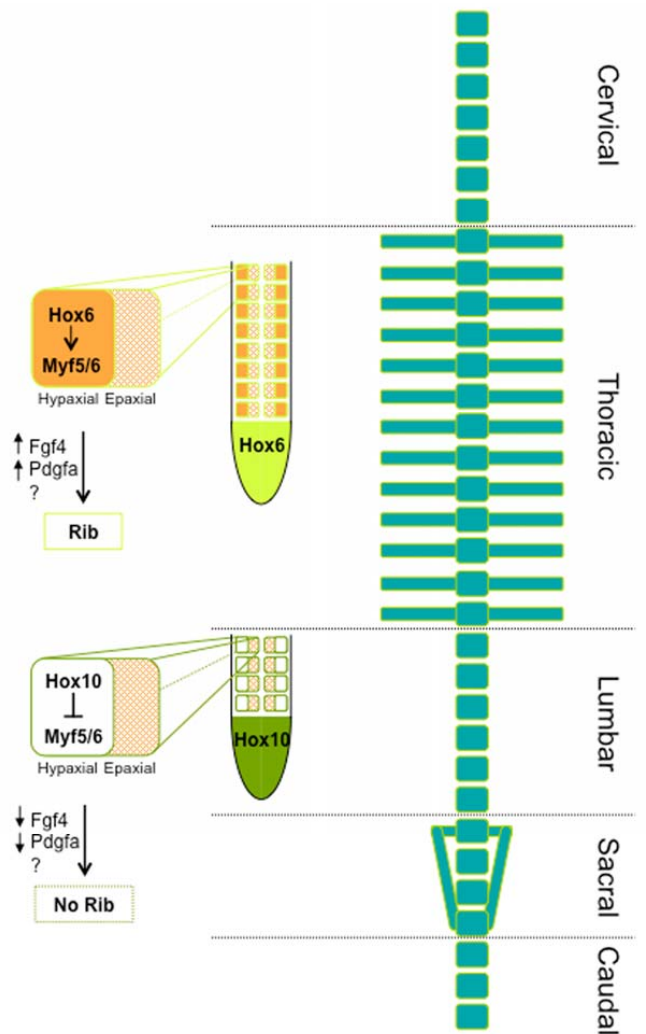 Cervical
Thoracic
Hox6
Myf5/6
Hypaxial Epaxial
Fgf4
Pdgfa
?
Rib
Hox6
Lumbar
Hox10
Myf5/6
Hypaxial Epaxial
Hox10
Fgf4
Pdgfa
?
No Rib
Sacral
Caudal